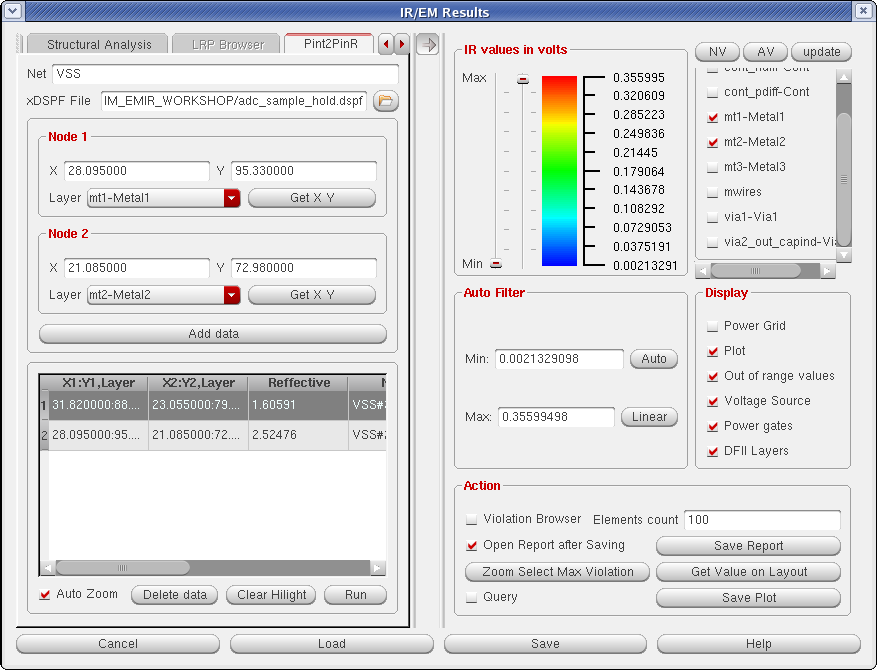 IR/EM Results
Structural Analysis LRP Browser Pint2PinR
Net VSS
xDSPF File IM_EMIR_WORKSHOP/adc_sample_hold.dspf
Node 1
X 28.095000 Y 95.330000
Layer mt1-Metal1 Get X Y
Node 2
X 21.085000 Y 72.980000
Layer mt2-Metal2 Get X Y
Add data
X1:Y1,Layer X2:Y2,Layer Reffective
1 31.820000:88.... 23.055000:79.... 1.60591 VSS#
2 28.095000:95.... 21.085000:72.... 2.52476 VSS#
Auto Zoom Delete data Clear Hilight Run
IR values in volts
Max
0.355995
0.320609
0.285223
0.249836
0.21445
0.179064
0.143678
0.108292
0.0729053
0.0375191
0.00213291
Min
NV AV update
cont_ndiff-Cont
cont_pdiff-Cont
mt1-Metal1
mt2-Metal2
mt3-Metal3
mwires
via1-Via1
via2_out_capind-Via
Auto Filter
Min: 0.0021329098 Auto
Max: 0.35599498 Linear
Display
Power Grid
Plot
Out of range values
Voltage Source
Power gates
DFII Layers
Action
Violation Browser Elements count 100
Open Report after Saving Save Report
Zoom Select Max Violation Get Value on Layout
Query Save Plot
Cancel Load Save Help